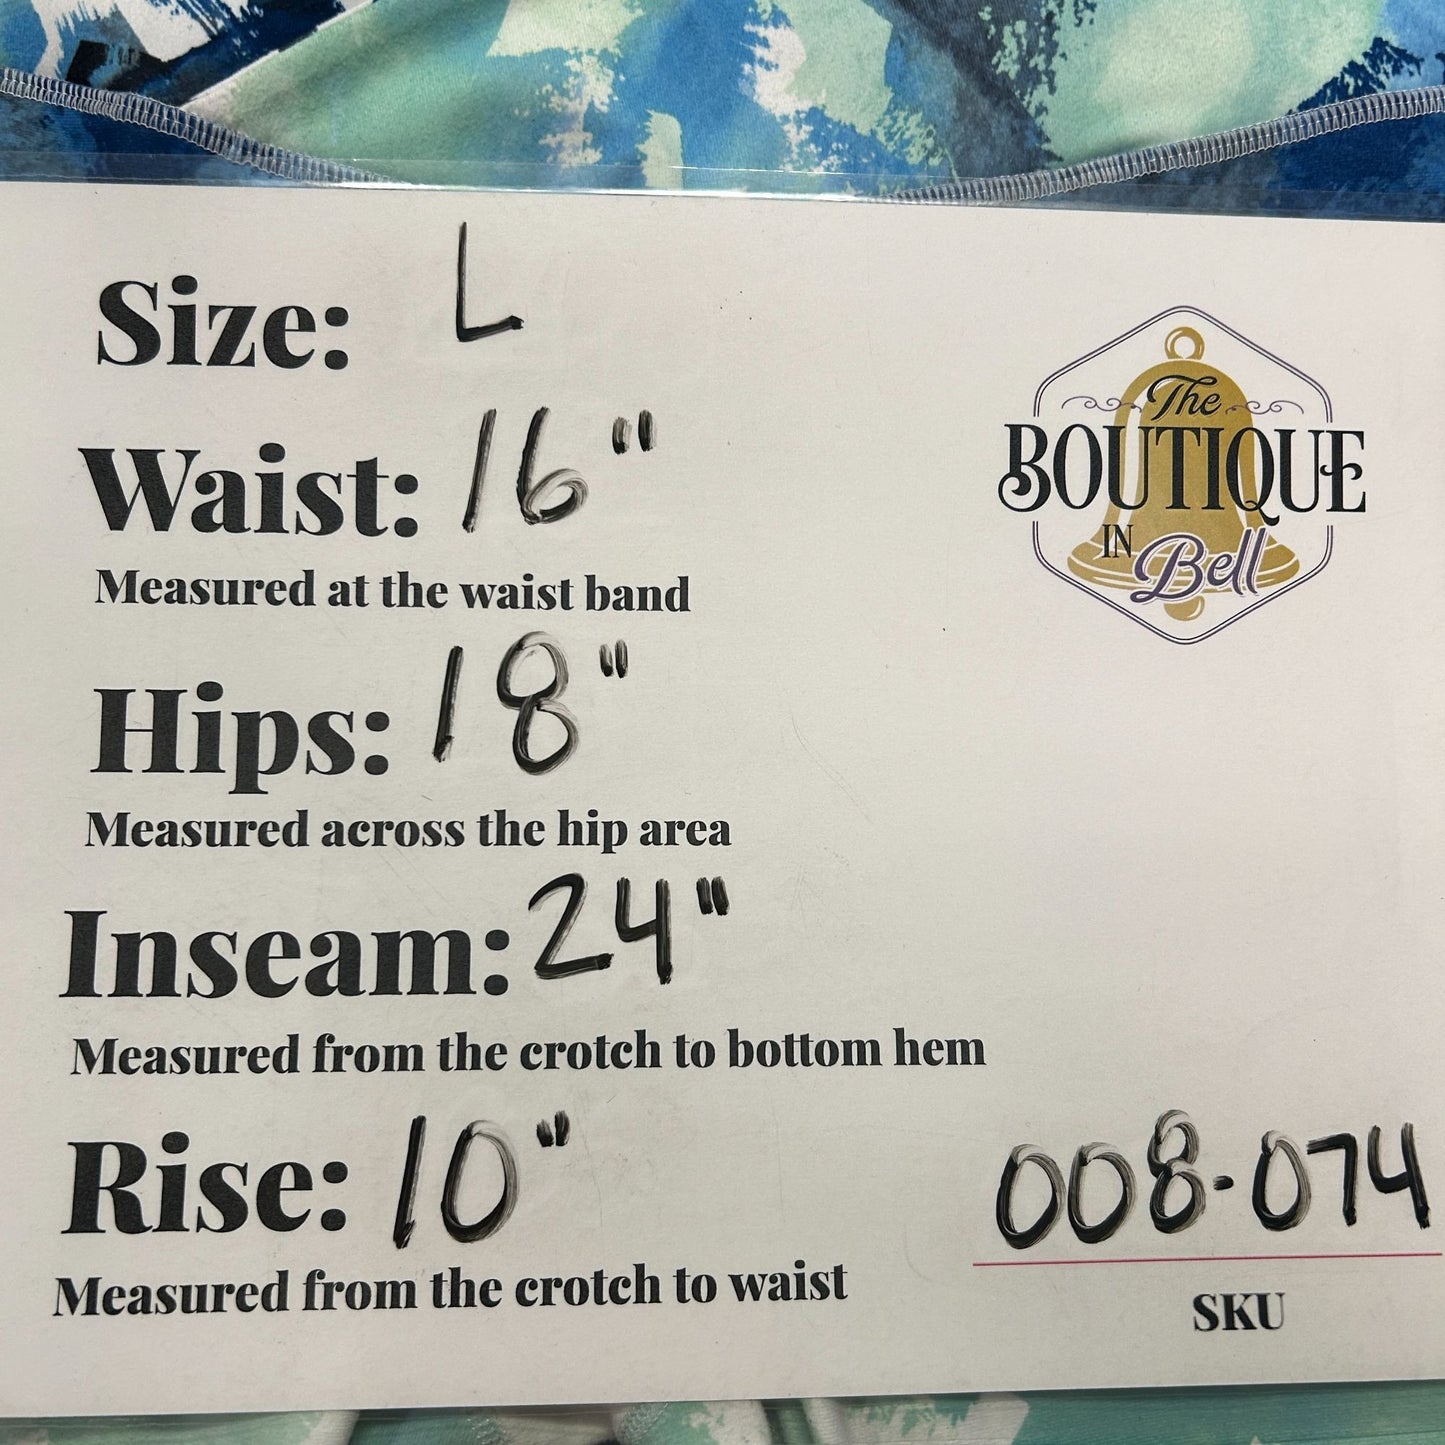 Size: L
Waist: 16"
Measured at the waist band
Hips: 18"
Measured across the hip area
Inseam: 24"
Measured from the crotch to bottom hem
Rise: 10"
Measured from the crotch to waist
The
BOUTIQUE
IN Bell
008-074
SKU